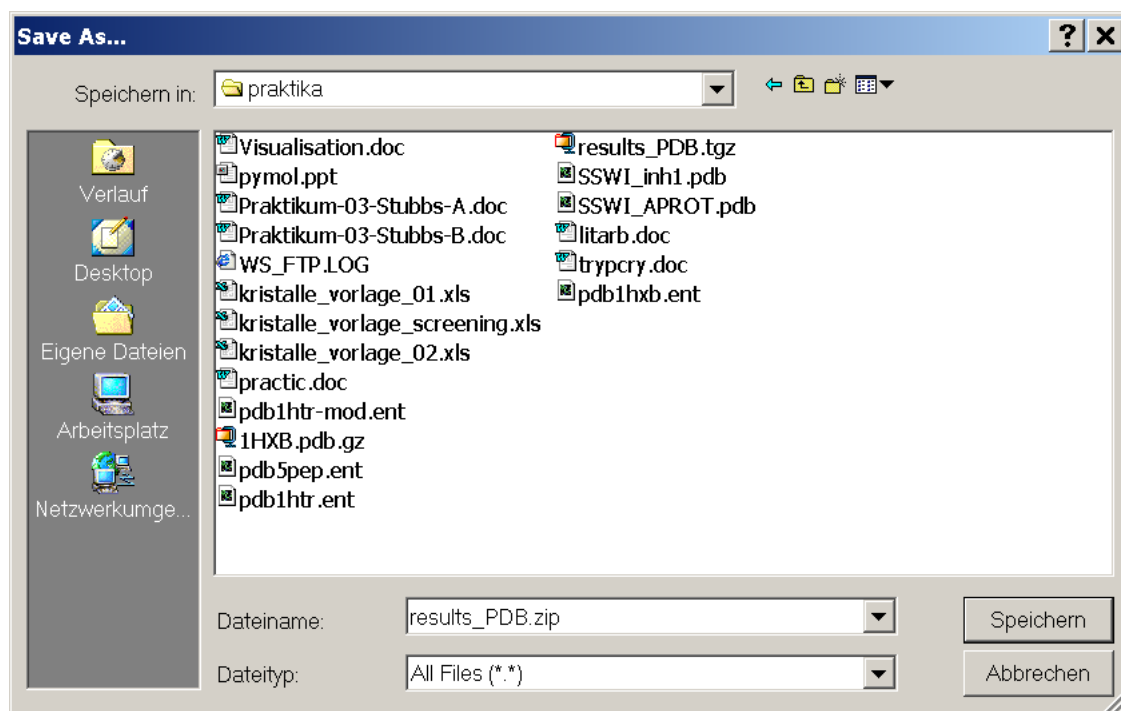 Save As...
Speichern in:
praktika
Verlauf
Desktop
Eigene Dateien
Arbeitsplatz
Netzwerkumge...
Visualisation.doc
pymol.ppt
Praktikum-03-Stubbs-A.doc
Praktikum-03-Stubbs-B.doc
WS_FTP.LOG
kristalle_vorlage_01.xls
kristalle_vorlage_screening.xls
kristalle_vorlage_02.xls
practic.doc
pdb1htr-mod.ent
1HXB.pdb.gz
pdb5pep.ent
pdb1htr.ent
results_PDB.tgz
SSWI_inh1.pdb
SSWI_APROT.pdb
litarb.doc
trypcry.doc
pdb1hxb.ent
Dateiname:
results_PDB.zip
Speichern
Dateityp:
All Files (*.*)
Abbrechen